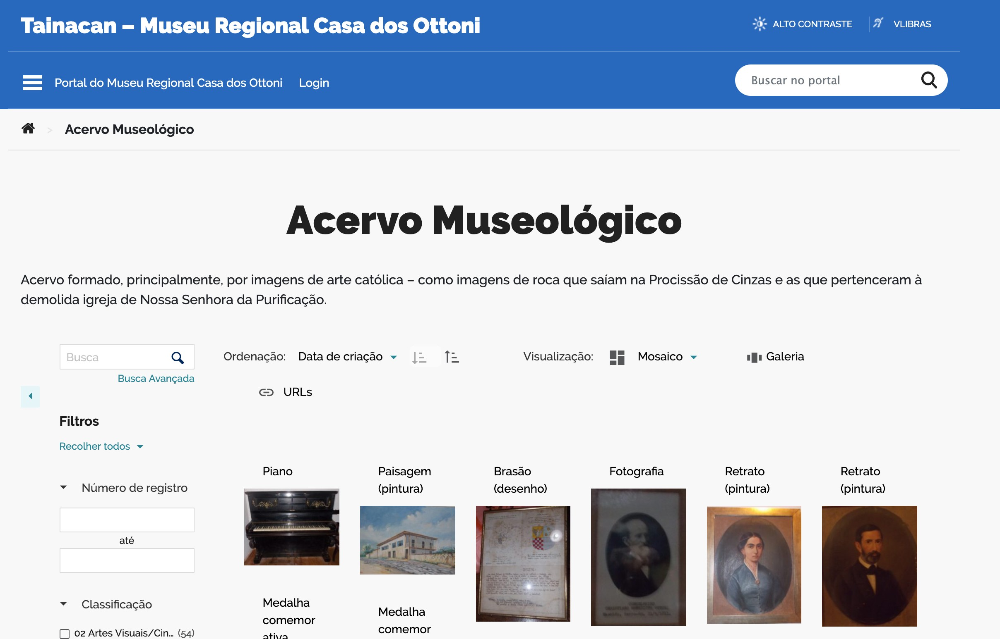 Tainacan – Museu Regional Casa dos Ottoni
ALTO CONTRASTE
VLIBRAS
Portal do Museu Regional Casa dos Ottoni
Login
Buscar no portal
> Acervo Museológico
Acervo Museológico
Acervo formado, principalmente, por imagens de arte católica – como imagens de roca que saíam na Procissão de Cinzas e as que pertenceram à
demolida igreja de Nossa Senhora da Purificação.
Busca
Busca Avançada
Ordenação:
Data de criação
Visualização:
Mosaico
Galeria
URLs
Filtros
Recolher todos
Número de registro
até
Classificação
02 Artes Visuais/Cin... (54)
Piano
Paisagem
(pintura)
Brasão
(desenho)
Fotografia
Retrato
(pintura)
Retrato
(pintura)
Medalha
comemor
ativa
Medalha
comemor